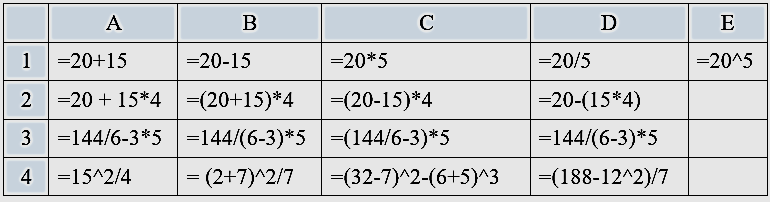 A B C D E
1 =20+15 =20-15 =20*5 =20/5 =20^5
2 =20 + 15*4 =(20+15)*4 =(20-15)*4 =20-(15*4)
3 =144/6-3*5 =144/(6-3)*5 =(144/6-3)*5 =144/(6-3)*5
4 =15^2/4 = (2+7)^2/7 =(32-7)^2-(6+5)^3 =(188-12^2)/7